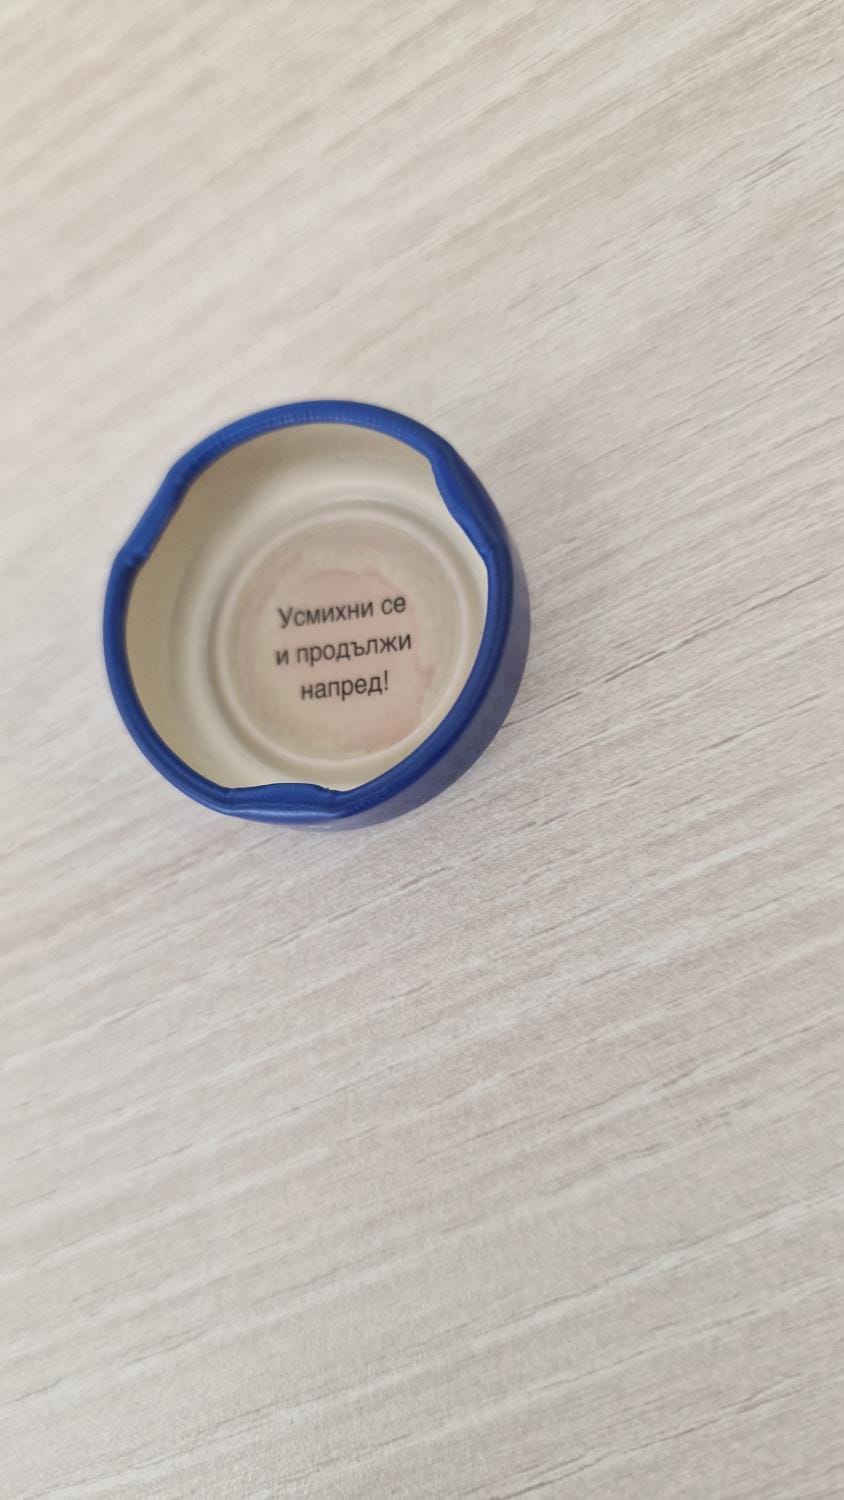 Усмихни се
и продължи
напред!